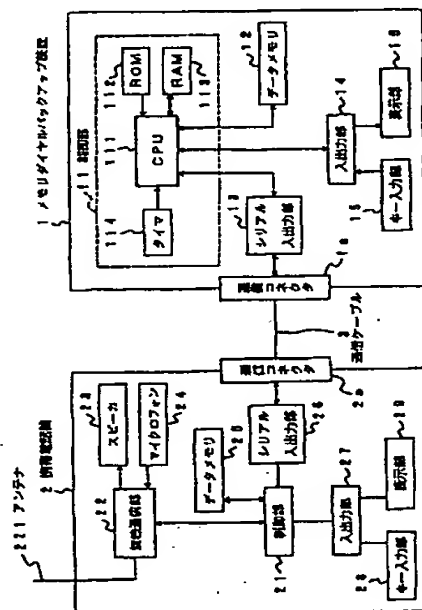 1 メモリダイヤルバックアップ装置
11 制御部
112
ROM
RAM
113
111
CPU
タイマ
114
12
データメモリ
13
シリアル
入出力部
14
入出力部
表示部
16
キー入力部
15
接続コネクタ
1a
3
通信ケーブル
接続コネクタ
2a
2 携帯電話機
221 アンテナ
22
無線通信部
23
スピーカ
マイクロフォン
24
データメモリ
25
シリアル
入出力部
26
制御部
21
入出力部
27
表示部
29
キー入力部
28